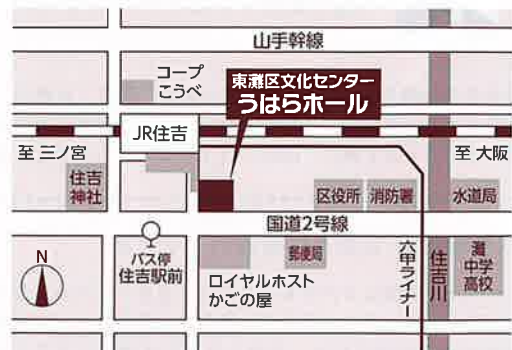 山手幹線
コープ
こうべ
東灘区文化センター
うはらホール
JR住吉
至 三ノ宮
至 大阪
住吉
神社
区役所
消防署
水道局
国道2号線
バス停
住吉駅前
郵便局
ロイヤルホスト
かごの屋
六甲ライナー
住吉川
灘
中学
高校
N